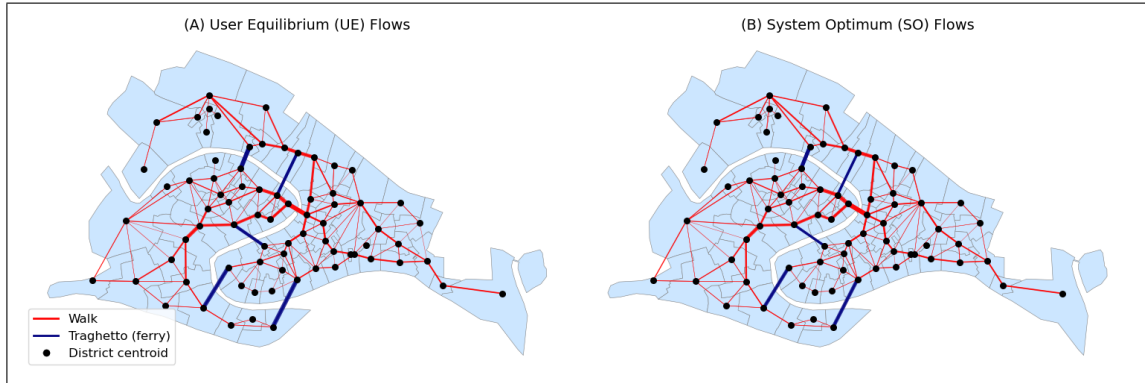 (A) User Equilibrium (UE) Flows
(B) System Optimum (SO) Flows
Walk
Traghetto (ferry)
District centroid